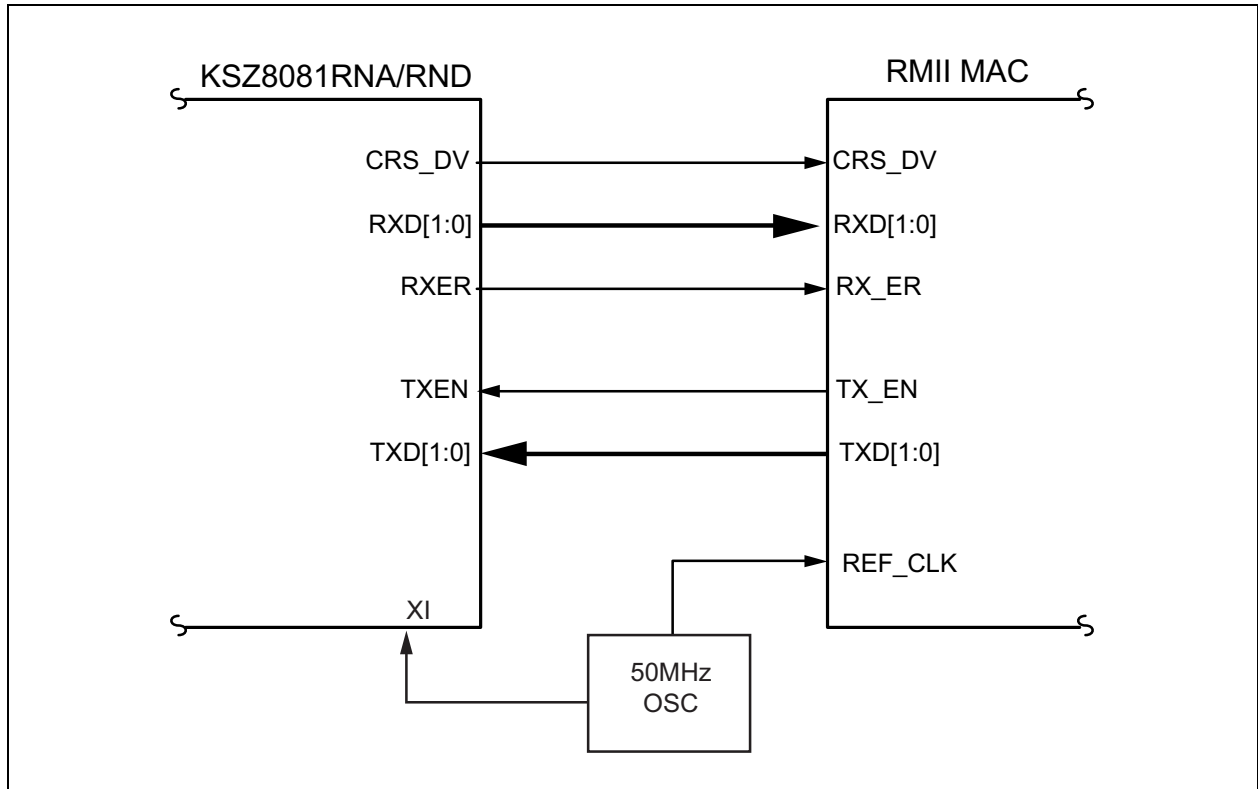 KSZ8081RNA/RND
RMII MAC
CRS_DV
CRS_DV
RXD[1:0]
RXD[1:0]
RXER
RX_ER
TXEN
TX_EN
TXD[1:0]
TXD[1:0]
REF_CLK
XI
50MHz
OSC